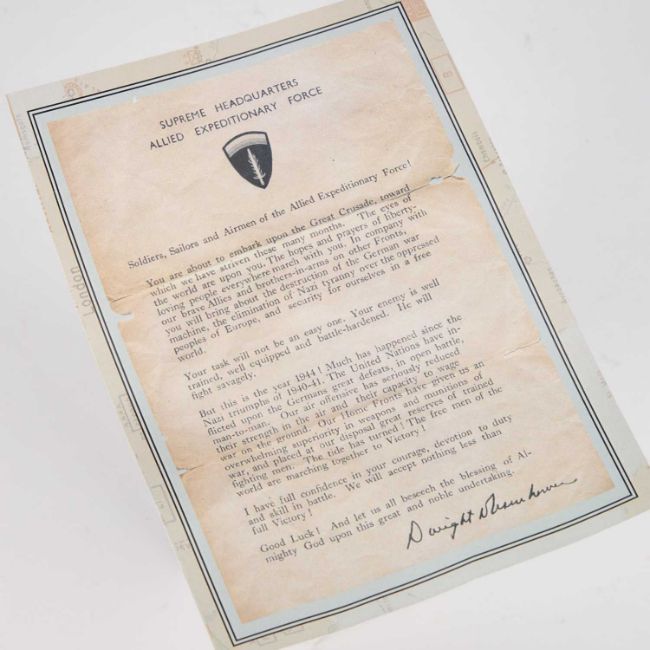 SUPREME HEADQUARTERS
ALLIED EXPEDITIONARY FORCE
Soldiers, Sailors and Airmen of the Allied Expeditionary Force!
You are about to embark upon the Great Crusade, toward
which we have striven these many months. The eyes of
the world are upon you. The hopes and prayers of liberty-
loving people everywhere march with you. In company with
our brave Allies and brothers-in-arms on other Fronts,
you will bring about the destruction of the German war
machine, the elimination of Nazi tyranny over the oppressed
peoples of Europe, and security for ourselves in a free
world.
Your task will not be an easy one. Your enemy is well
trained, well equipped and battle-hardened. He will
fight savagely.
But this is the year 1944! Much has happened since the
Nazi triumphs of 1940-41. The United Nations have in-
flicted upon the Germans great defeats, in open battle,
man-to-man. Our air offensive has seriously reduced
their strength in the air and their capacity to wage
war on the ground. Our Home Fronts have given us an
overwhelming superiority in weapons and munitions of
war, and placed at our disposal great reserves of trained
fighting men. The tide has turned! The free men of the
world are marching together to Victory!
I have full confidence in your courage, devotion to duty
and skill in battle. We will accept nothing less than
full Victory!
Good Luck! And let us all beseech the blessing of Al-
mighty God upon this great and noble undertaking.
Dwight D Eisenhower
London